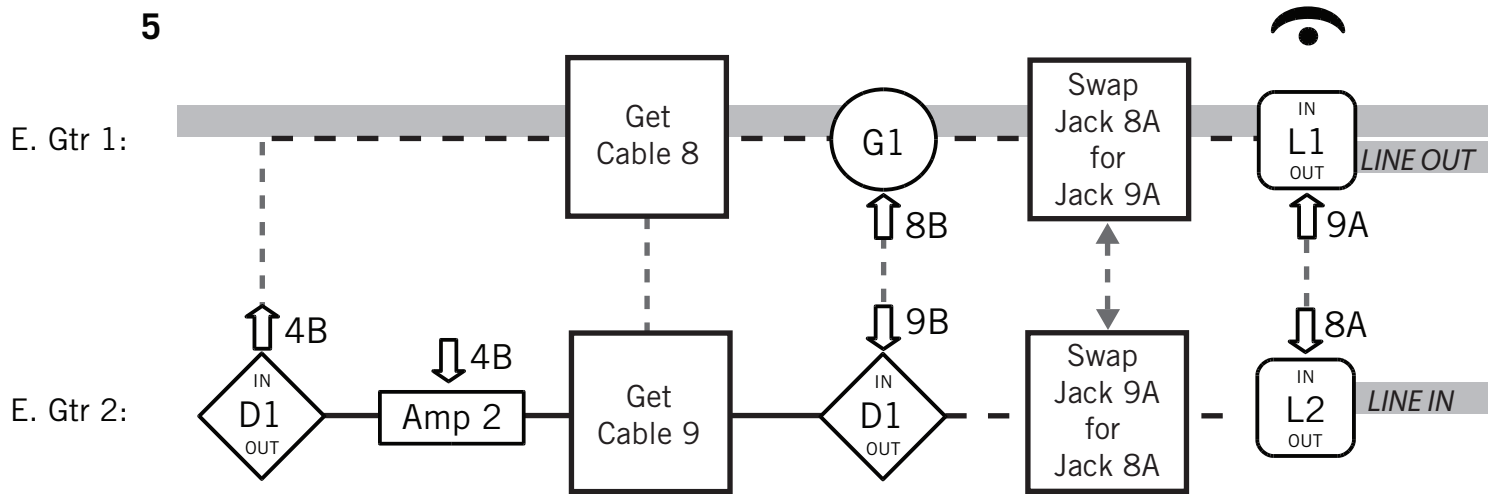 5
E. Gtr 1:
Get
Cable 8
G1
8B
Swap
Jack 8A
for
Jack 9A
IN
L1
OUT
LINE OUT
9A
E. Gtr 2:
4B
IN
D1
OUT
4B
Amp 2
Get
Cable 9
9B
IN
D1
OUT
Swap
Jack 9A
for
Jack 8A
8A
IN
L2
OUT
LINE IN